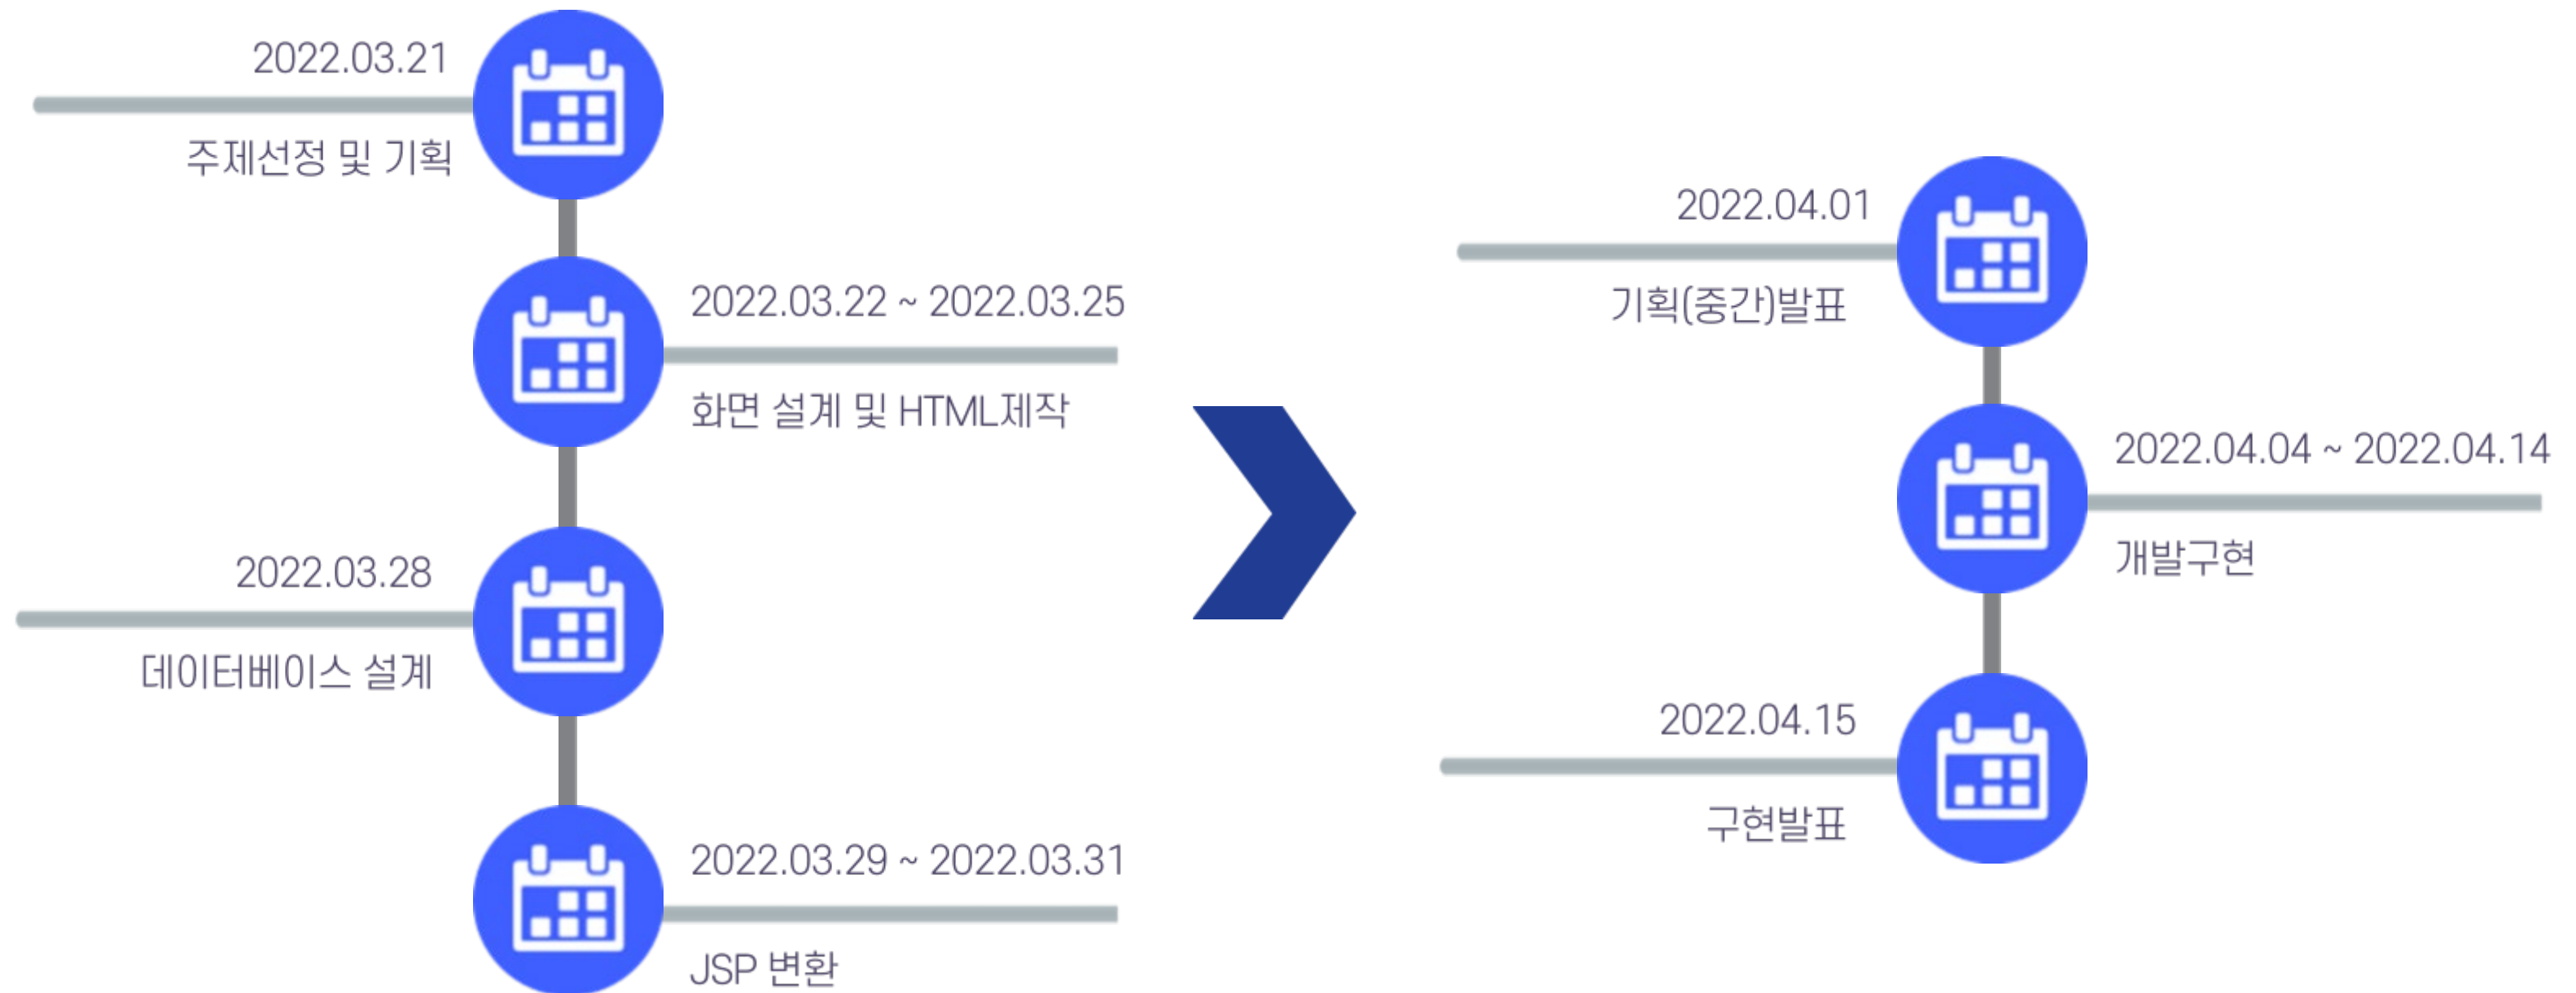 2022.03.21
주제선정 및 기획
2022.03.22 ~ 2022.03.25
화면 설계 및 HTML제작
2022.03.28
데이터베이스 설계
2022.03.29 ~ 2022.03.31
JSP 변환
2022.04.01
기획(중간)발표
2022.04.04 ~ 2022.04.14
개발구현
2022.04.15
구현발표